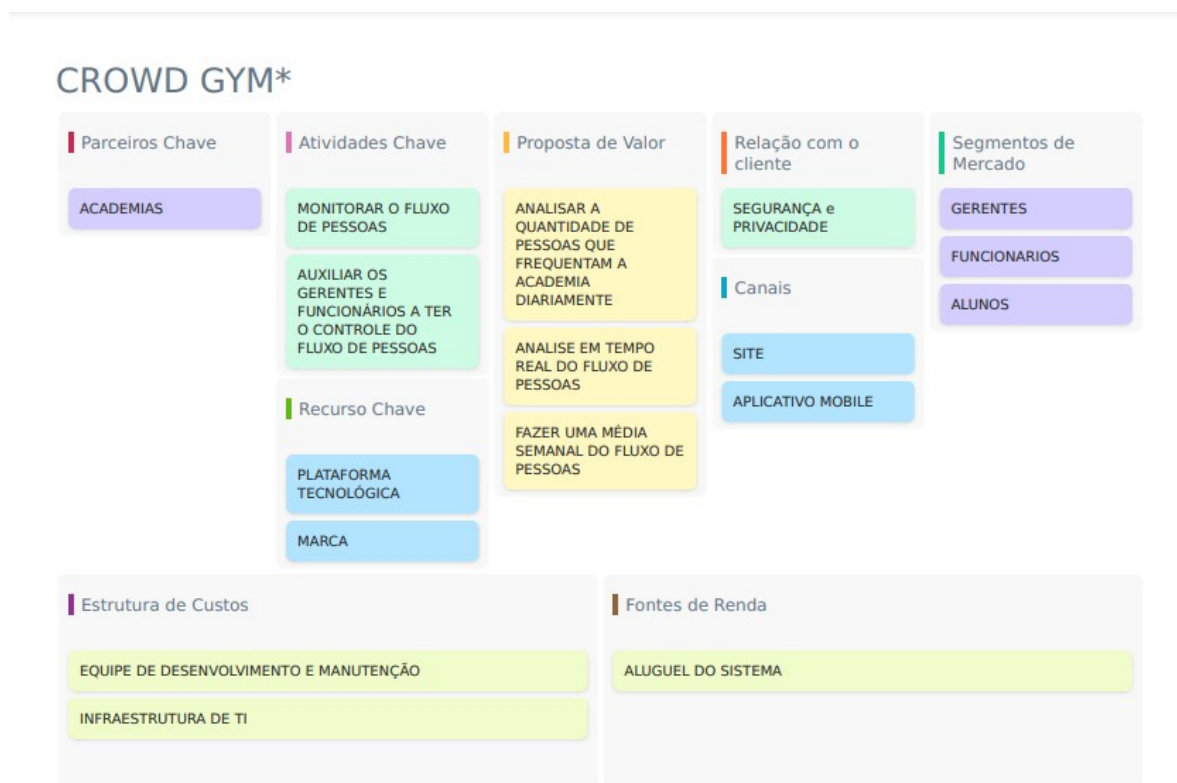 CROWD GYM*
Parceiros Chave
ACADEMIAS
Atividades Chave
MONITORAR O FLUXO
DE PESSOAS
AUXILIAR OS
GERENTES E
FUNCIONÁRIOS A TER
O CONTROLE DO
FLUXO DE PESSOAS
Recurso Chave
PLATAFORMA
TECNOLÓGICA
MARCA
Proposta de Valor
ANALISAR A
QUANTIDADE DE
PESSOAS QUE
FREQUENTAM A
ACADEMIA
DIARIAMENTE
ANALISE EM TEMPO
REAL DO FLUXO DE
PESSOAS
FAZER UMA MÉDIA
SEMANAL DO FLUXO DE
PESSOAS
Relação com o
cliente
SEGURANÇA e
PRIVACIDADE
Canais
SITE
APLICATIVO MOBILE
Segmentos de
Mercado
GERENTES
FUNCIONARIOS
ALUNOS
Estrutura de Custos
EQUIPE DE DESENVOLVIMENTO E MANUTENÇÃO
INFRAESTRUTURA DE TI
Fontes de Renda
ALUGUEL DO SISTEMA